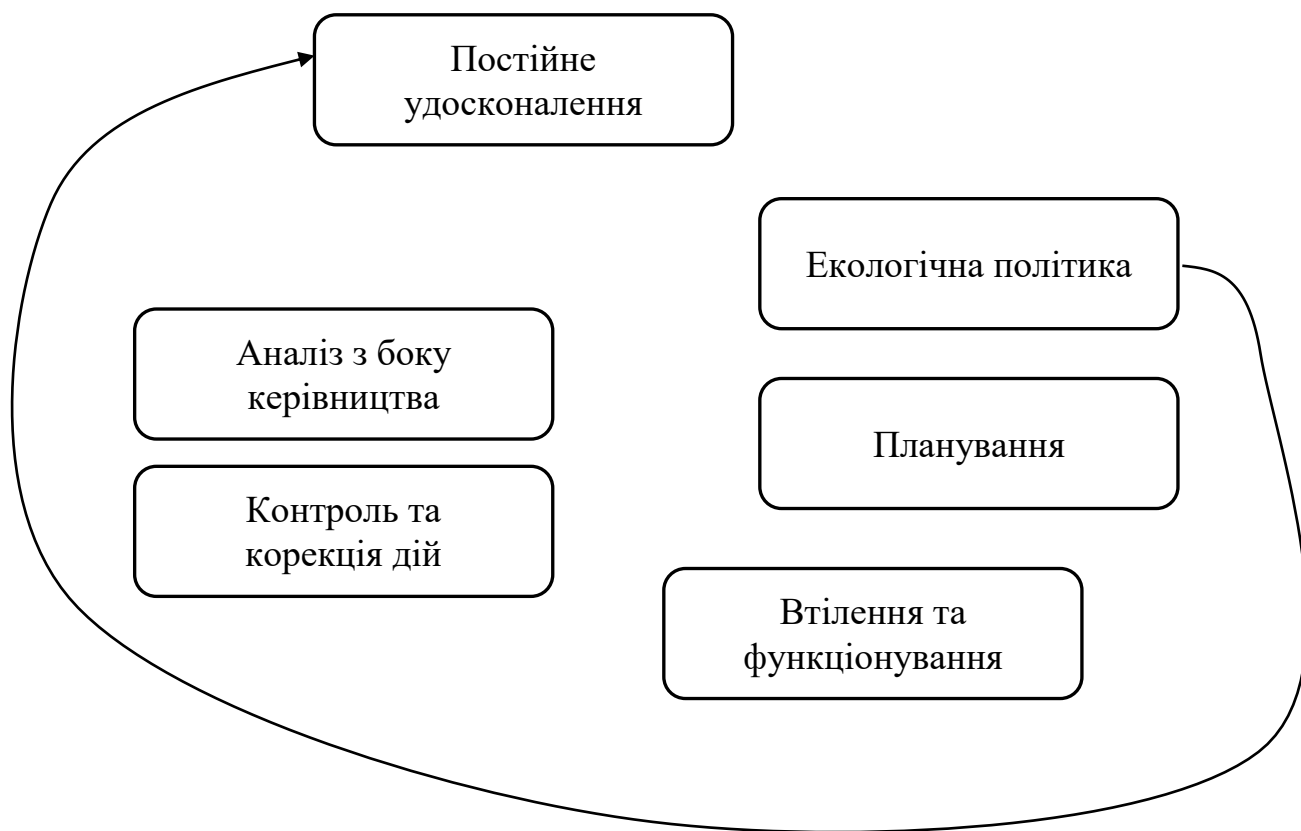 Постійне
удосконалення
Екологічна політика
Аналіз з боку
керівництва
Планування
Контроль та
корекція дій
Втілення та
функціонування